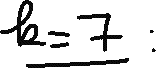 k = 7 :